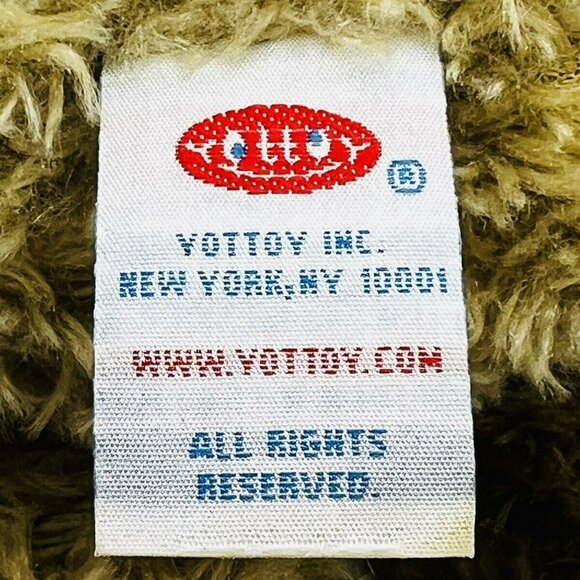 yottoy ®
YOTTOY INC.
NEW YORK, NY 10001
WWW.YOTTOY.COM
ALL RIGHTS
RESERVED.